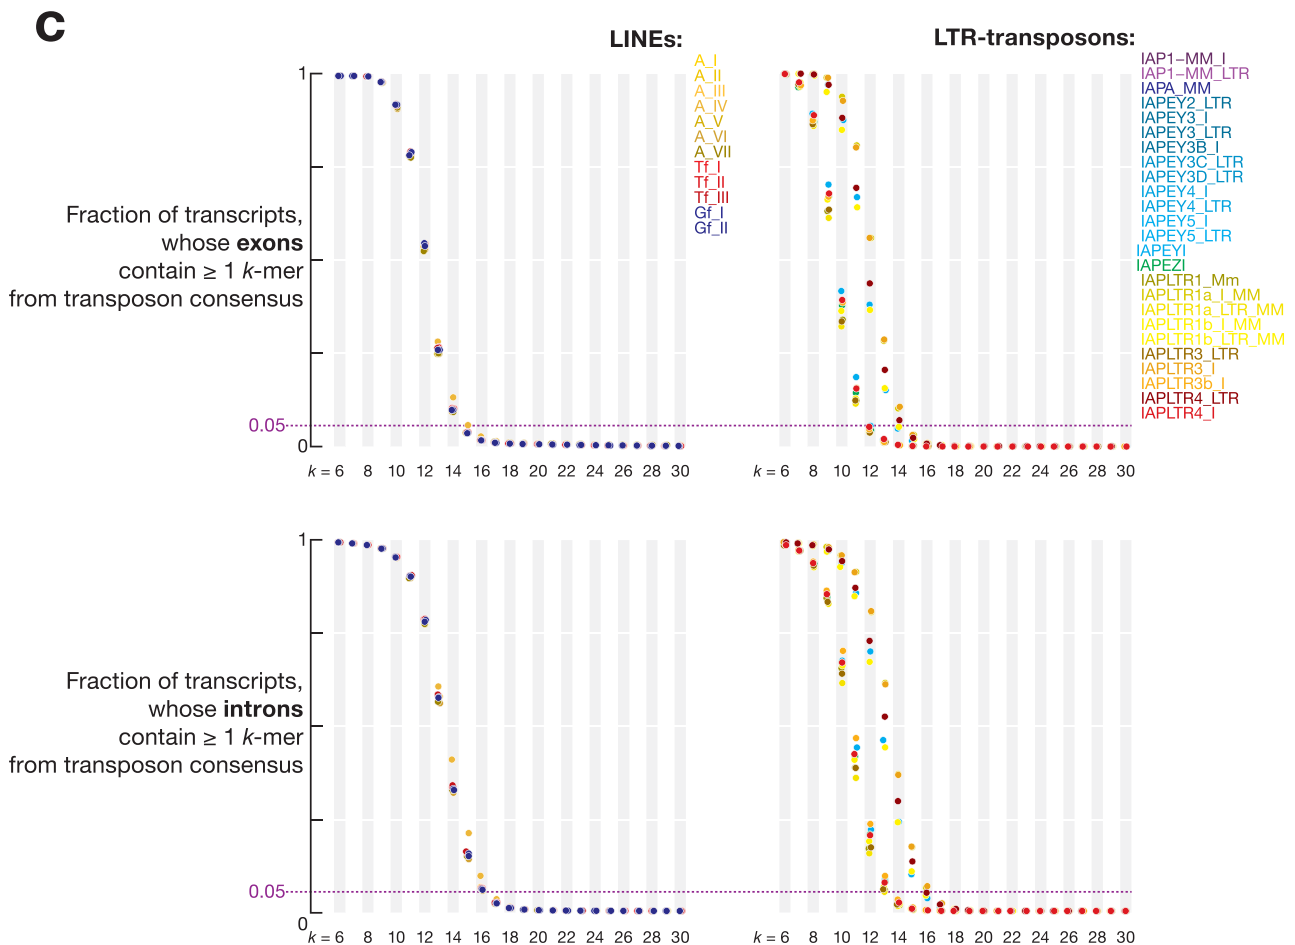 C
LINEs:
A_I
A_II
A_III
A_IV
A_V
A_VI
A_VII
Tf_I
Tf_II
Tf_III
Gf_I
Gf_II
LTR-transposons:
IAP1−MM_I
IAP1−MM_LTR
IAPA_MM
IAPEY2_LTR
IAPEY3_I
IAPEY3_LTR
IAPEY3B_I
IAPEY3C_LTR
IAPEY3D_LTR
IAPEY4_I
IAPEY4_LTR
IAPEY5_I
IAPEY5_LTR
IAPEYI
IAPEZI
IAPLTR1_Mm
IAPLTR1a_I_MM
IAPLTR1a_LTR_MM
IAPLTR1b_I_MM
IAPLTR1b_LTR_MM
IAPLTR3_LTR
IAPLTR3_I
IAPLTR3b_I
IAPLTR4_LTR
IAPLTR4_I
Fraction of transcripts,
whose exons
contain ≥ 1 k-mer
from transposon consensus
1
0.05
0
k = 6 8 10 12 14 16 18 20 22 24 26 28 30
k = 6 8 10 12 14 16 18 20 22 24 26 28 30
Fraction of transcripts,
whose introns
contain ≥ 1 k-mer
from transposon consensus
1
0.05
0
k = 6 8 10 12 14 16 18 20 22 24 26 28 30
k = 6 8 10 12 14 16 18 20 22 24 26 28 30